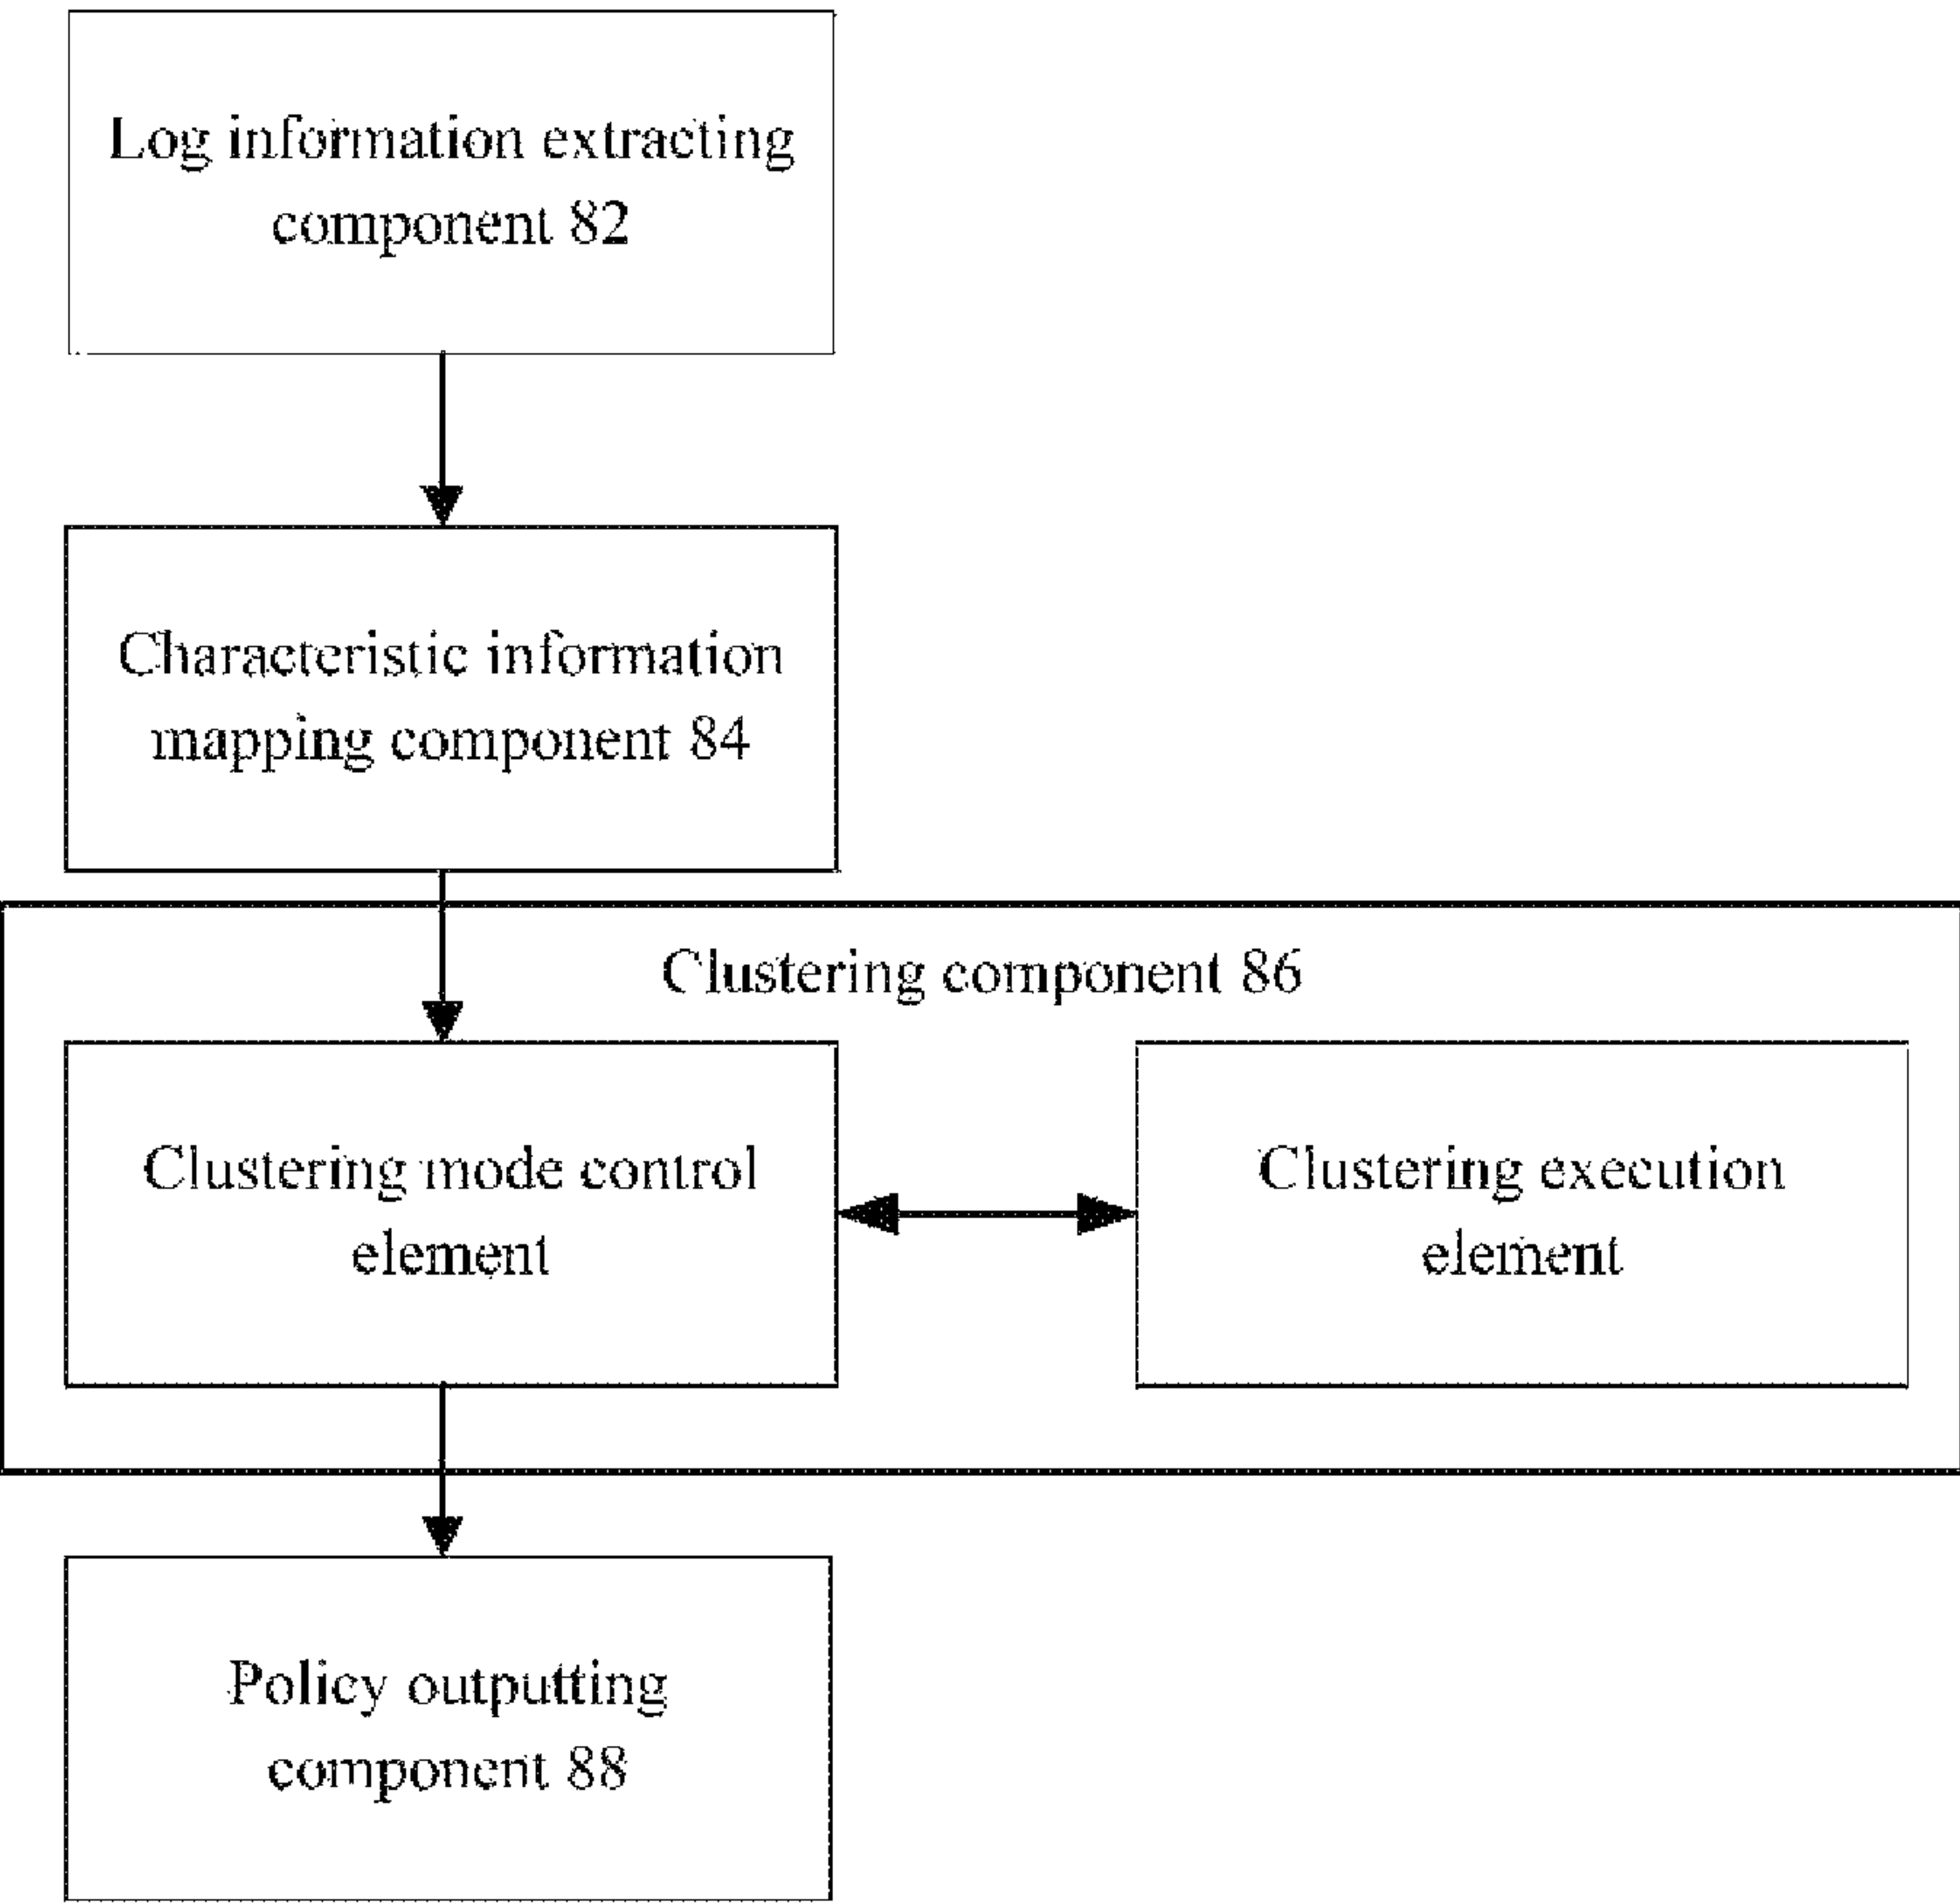 Log information extracting
component 82
Characteristic information
mapping component 84
Clustering component 86
Clustering mode control
element
Clustering execution
element
Policy outputting
component 88